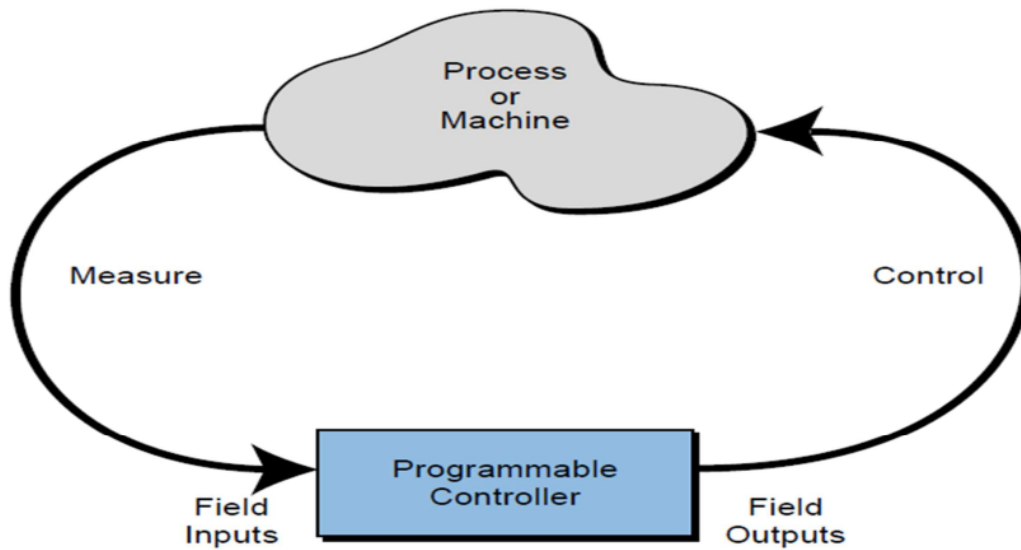 Process
or
Machine
Measure
Control
Programmable
Controller
Field
Inputs
Field
Outputs